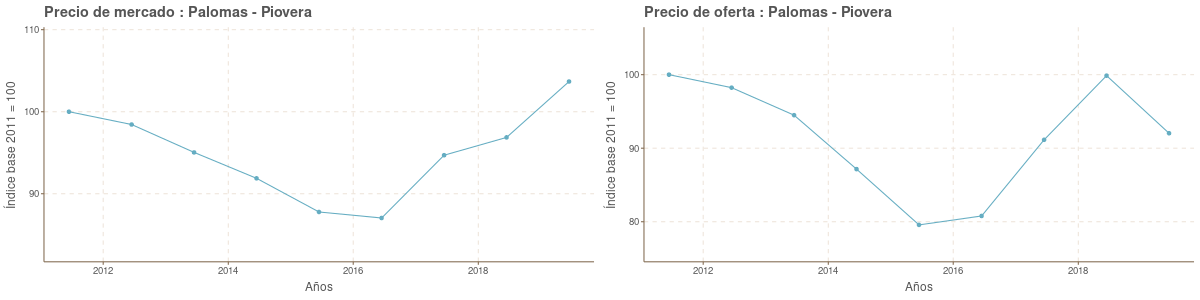 Precio de mercado : Palomas - Piovera
Índice base 2011 = 100
110
100
90
2012
2014
2016
2018
Años
Precio de oferta : Palomas - Piovera
Índice base 2011 = 100
100
90
80
2012
2014
2016
2018
Años